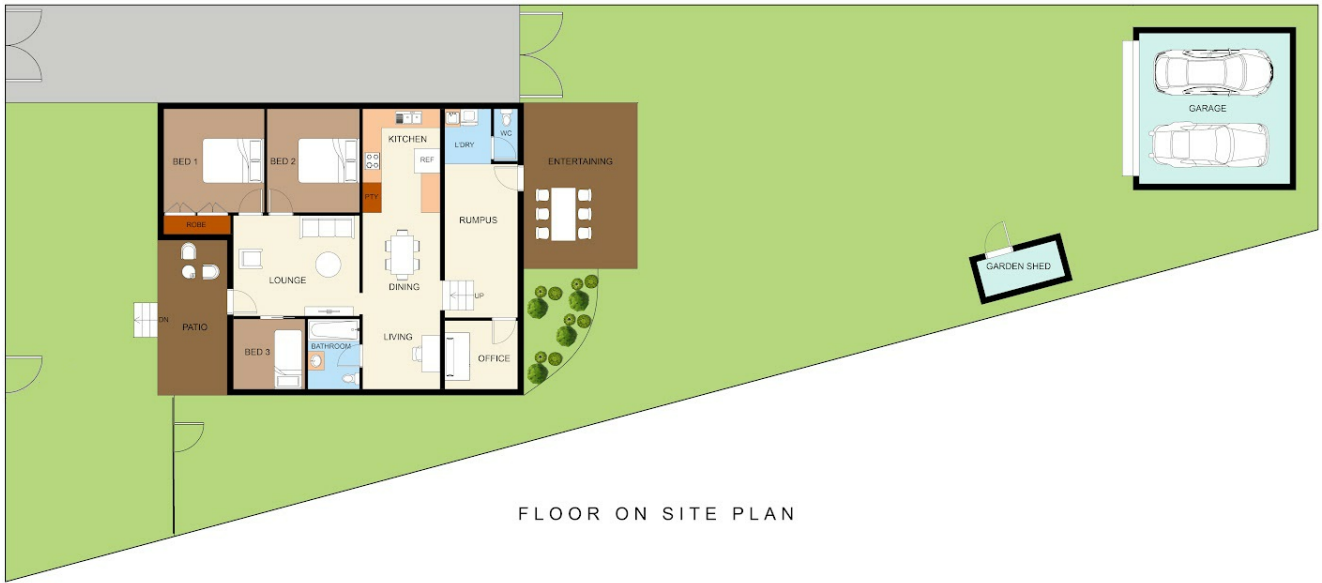 GARAGE
KITCHEN
WC
L'DRY
BED 1
BED 2
REF
ENTERTAINING
PTY
ROBE
RUMPUS
GARDEN SHED
LOUNGE
DINING
UP
DN
PATIO
LIVING
BATHROOM
BED 3
OFFICE
FLOOR ON SITE PLAN